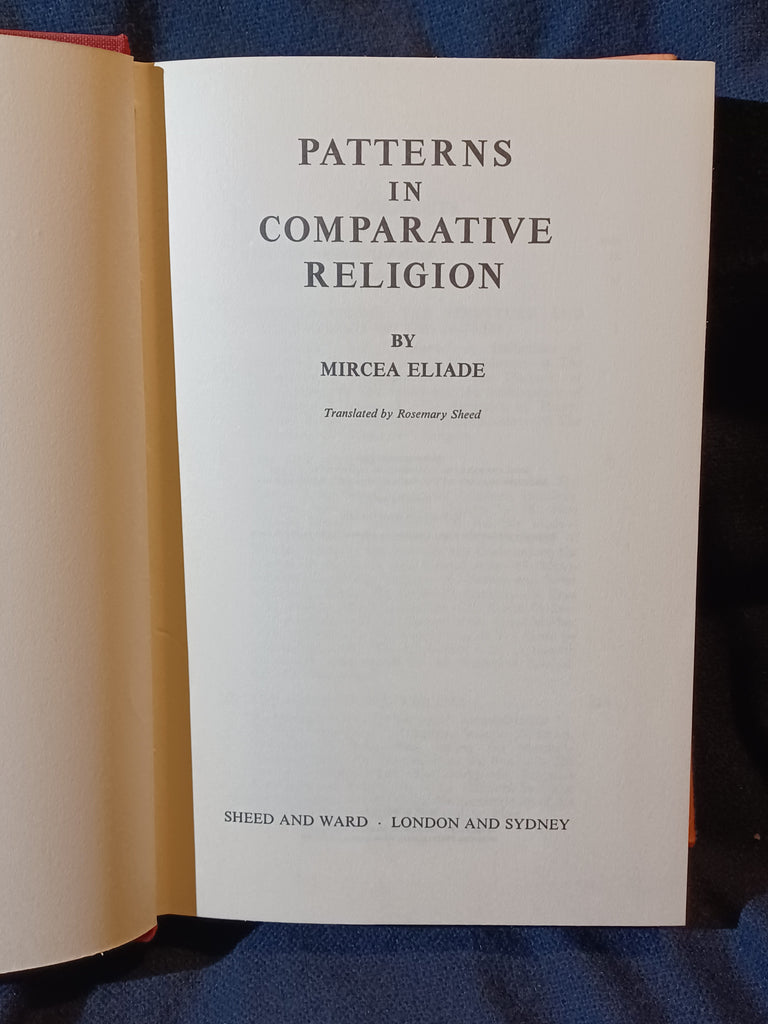 PATTERNS
IN
COMPARATIVE
RELIGION
BY
MIRCEA ELIADE
Translated by Rosemary Sheed
SHEED AND WARD · LONDON AND SYDNEY